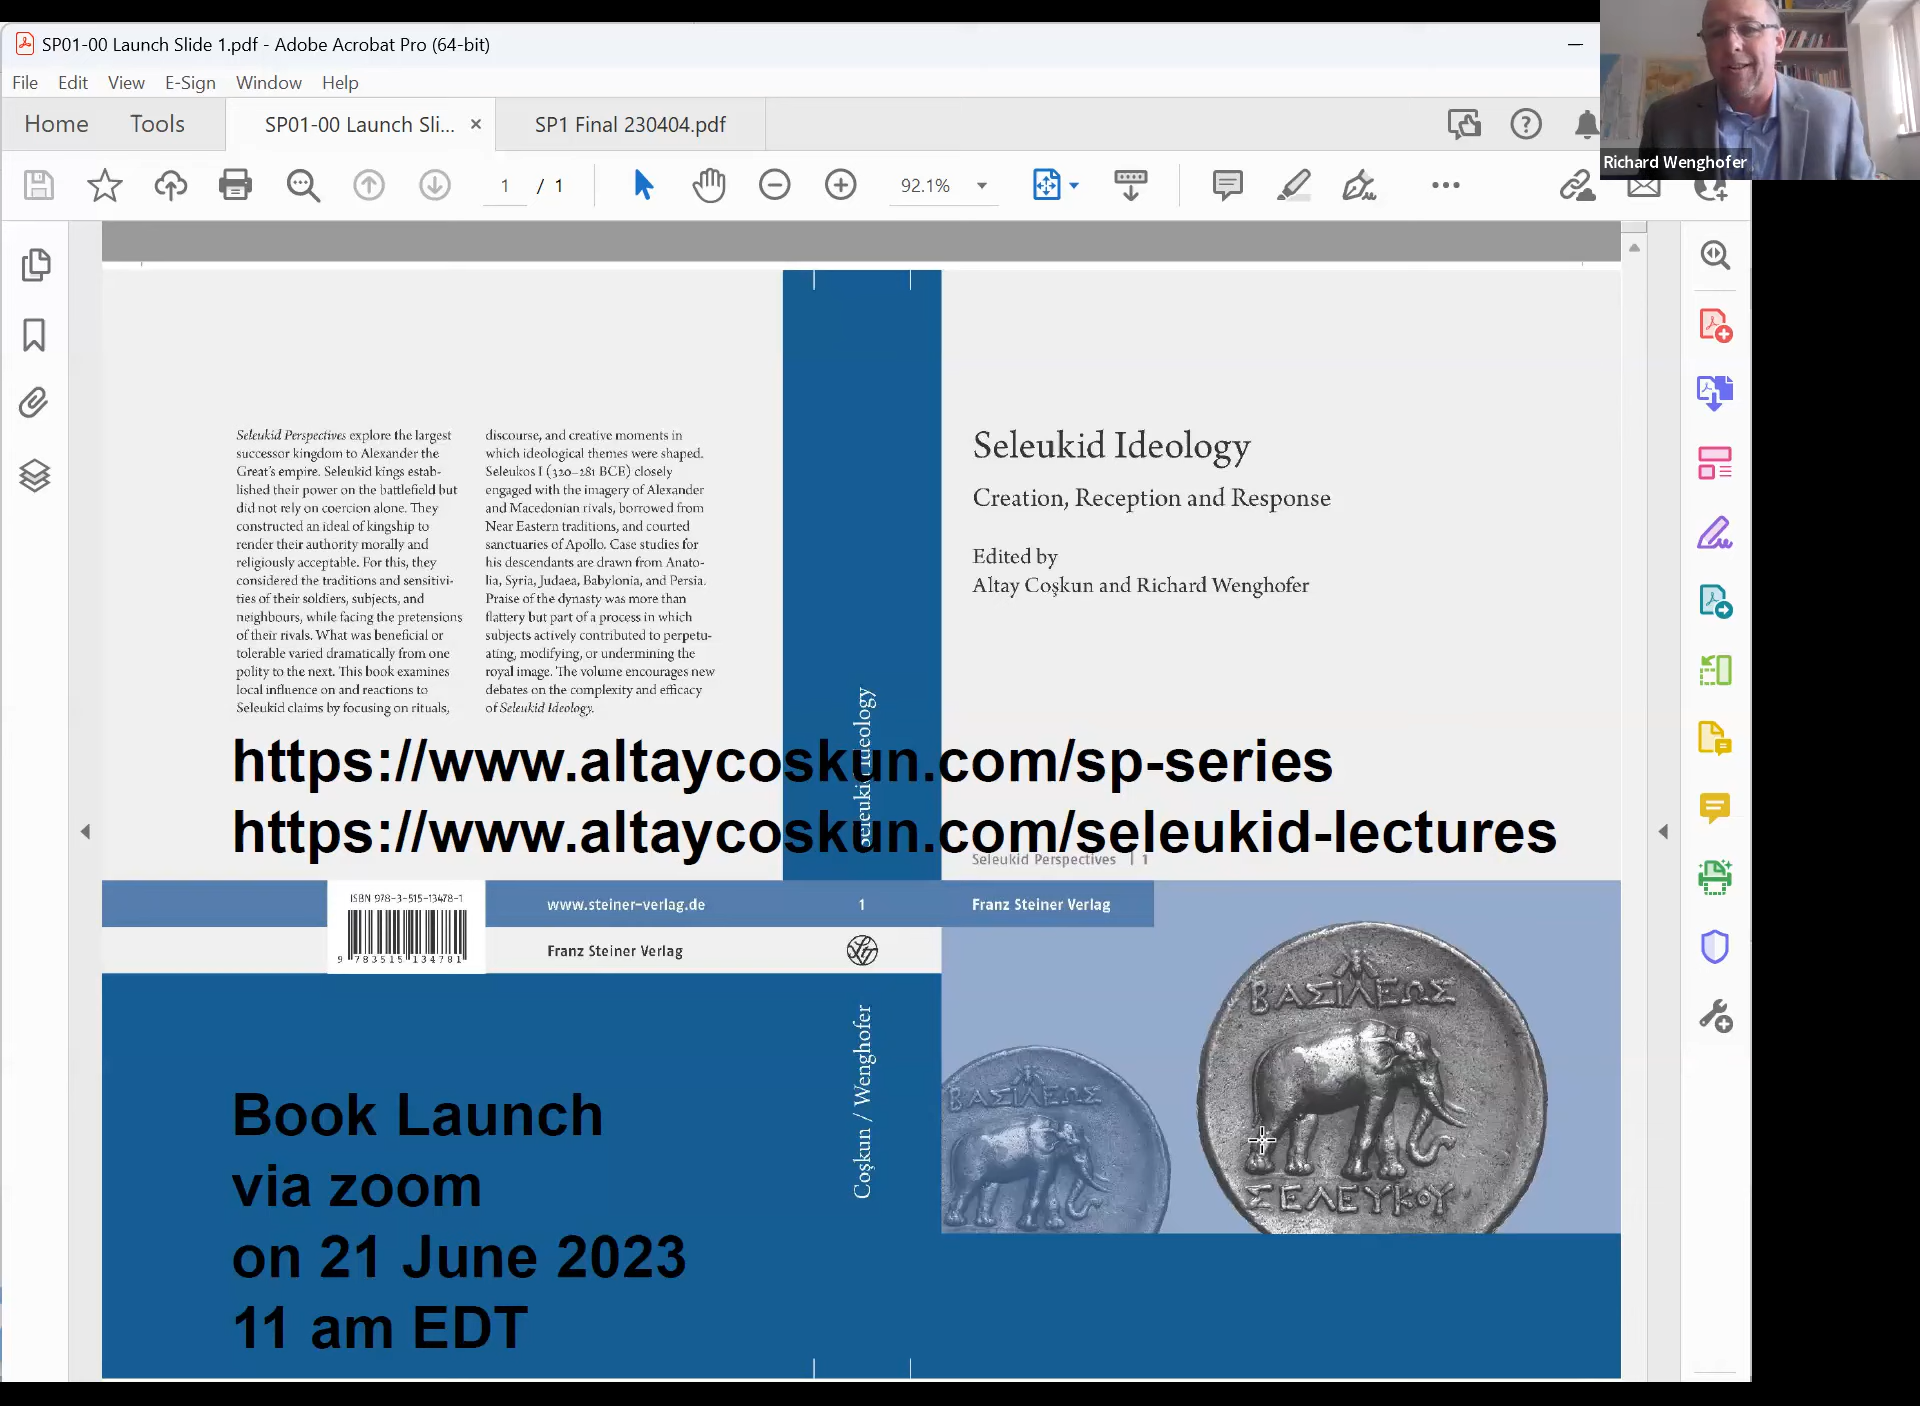 SP01-00 Launch Slide 1.pdf - Adobe Acrobat Pro (64-bit)
File Edit View E-Sign Window Help
Home Tools SP01-00 Launch Sli... × SP1 Final 230404.pdf
1 / 1 92.1%
Richard Wenghofer
Seleukid Perspectives explore the largest
successor kingdom to Alexander the
Great's empire. Seleukid kings estab-
lished their power on the battlefield but
did not rely on coercion alone. They
constructed an ideal of kingship to
render their authority morally and
religiously acceptable. For this, they
considered the traditions and sensitivi-
ties of their soldiers, subjects, and
neighbours, while facing the pretensions
of their rivals. What was beneficial or
tolerable varied dramatically from one
polity to the next. This book examines
local influence on and reactions to
Seleukid claims by focusing on rituals,
discourse, and creative moments in
which ideological themes were shaped.
Seleukos I (320–281 BCE) closely
engaged with the imagery of Alexander
and Macedonian rivals, borrowed from
Near Eastern traditions, and courted
sanctuaries of Apollo. Case studies for
his descendants are drawn from Anato-
lia, Syria, Judaea, Babylonia, and Persia.
Praise of the dynasty was more than
flattery but part of a process in which
subjects actively contributed to perpetu-
ating, modifying, or undermining the
royal image. The volume encourages new
debates on the complexity and efficacy
of Seleukid Ideology.
Seleukid Ideology
Creation, Reception and Response
Edited by
Altay Coşkun and Richard Wenghofer
https://www.altaycoskun.com/sp-series
https://www.altaycoskun.com/seleukid-lectures
Seleukid Ideology
Seleukid Perspectives | 1
ISBN 978-3-515-13478-1
9 783515 134781
www.steiner-verlag.de
Franz Steiner Verlag
1
Coşkun / Wenghofer
Franz Steiner Verlag
ΒΑΣΙΛΕΩΣ
ΒΑΣΙΛΕΩΣ
ΣΕΛΕΥΚΟΥ
Book Launch
via zoom
on 21 June 2023
11 am EDT